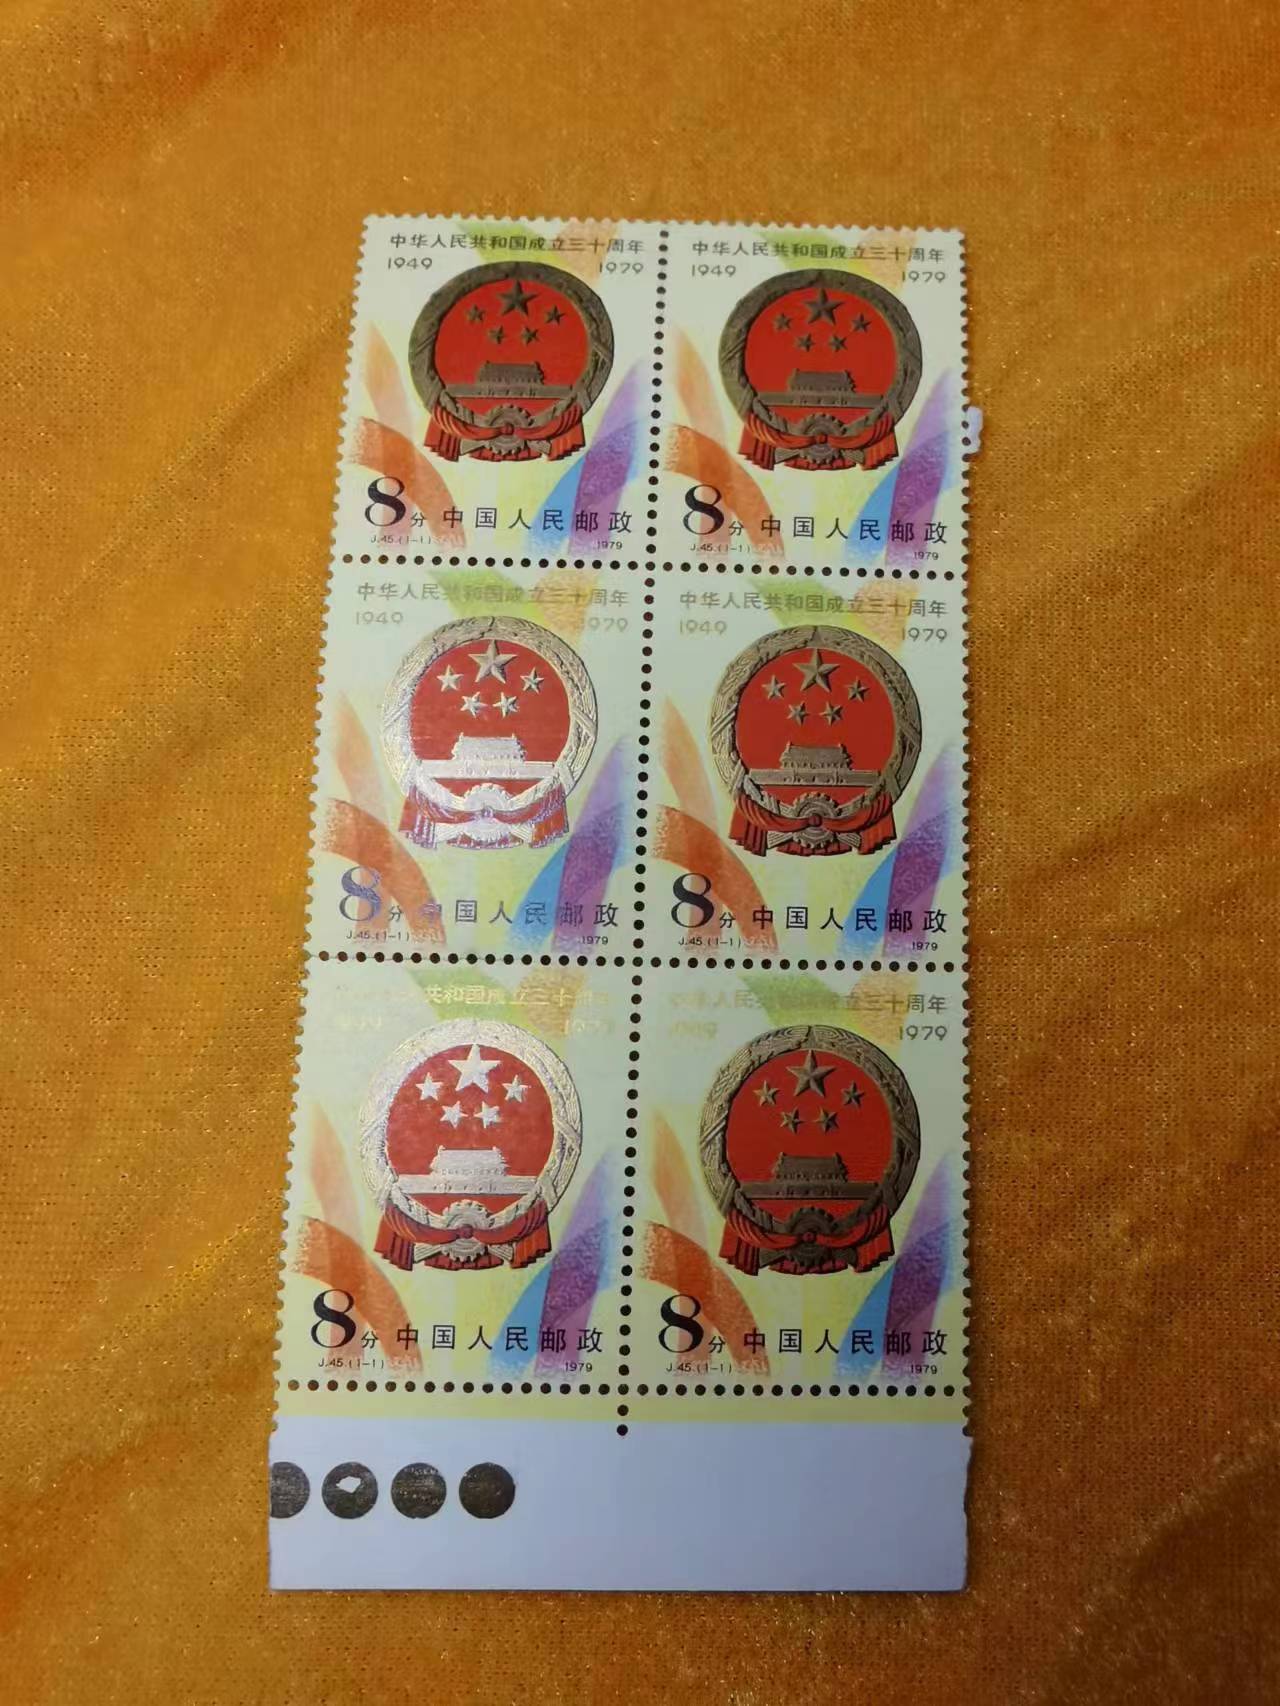 中华人民共和国成立三十周年 中华人民共和国成立三十周年
1949 1979 1949 1979
8分 中国人民邮政 8分 中国人民邮政
J.45.(1-1) 1979 J.45.(1-1) 1979
中华人民共和国成立三十周年 中华人民共和国成立三十周年
1949 1979 1949 1979
8分 中国人民邮政 8分 中国人民邮政
J.45.(1-1) 1979 J.45.(1-1) 1979
共和国成立三十周年 中华人民共和国成立三十周年
1979 1949 1979
8分 中国人民邮政 8分 中国人民邮政
J.45.(1-1) 1979 J.45.(1-1) 1979